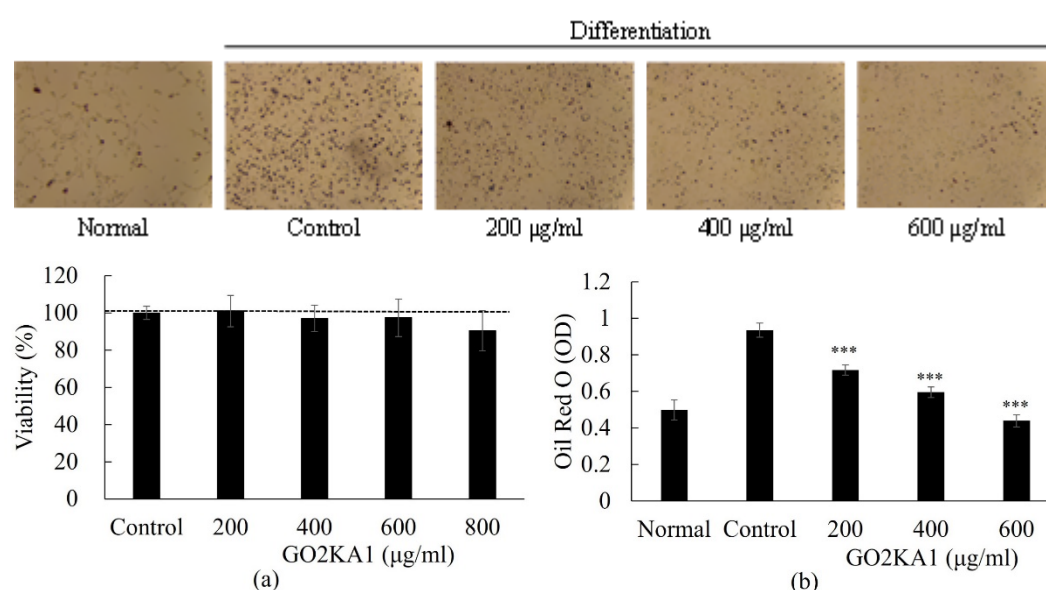 Differentiation
Normal
Control
200 μg/ml
400 μg/ml
600 μg/ml
120
100
80
60
40
20
0
Viability (%)
Control
200
400
600
800
GO2KA1 (μg/ml)
(a)
1.2
1
0.8
0.6
0.4
0.2
0
Oil Red O (OD)
***
***
***
Normal
Control
200
400
600
GO2KA1 (μg/ml)
(b)